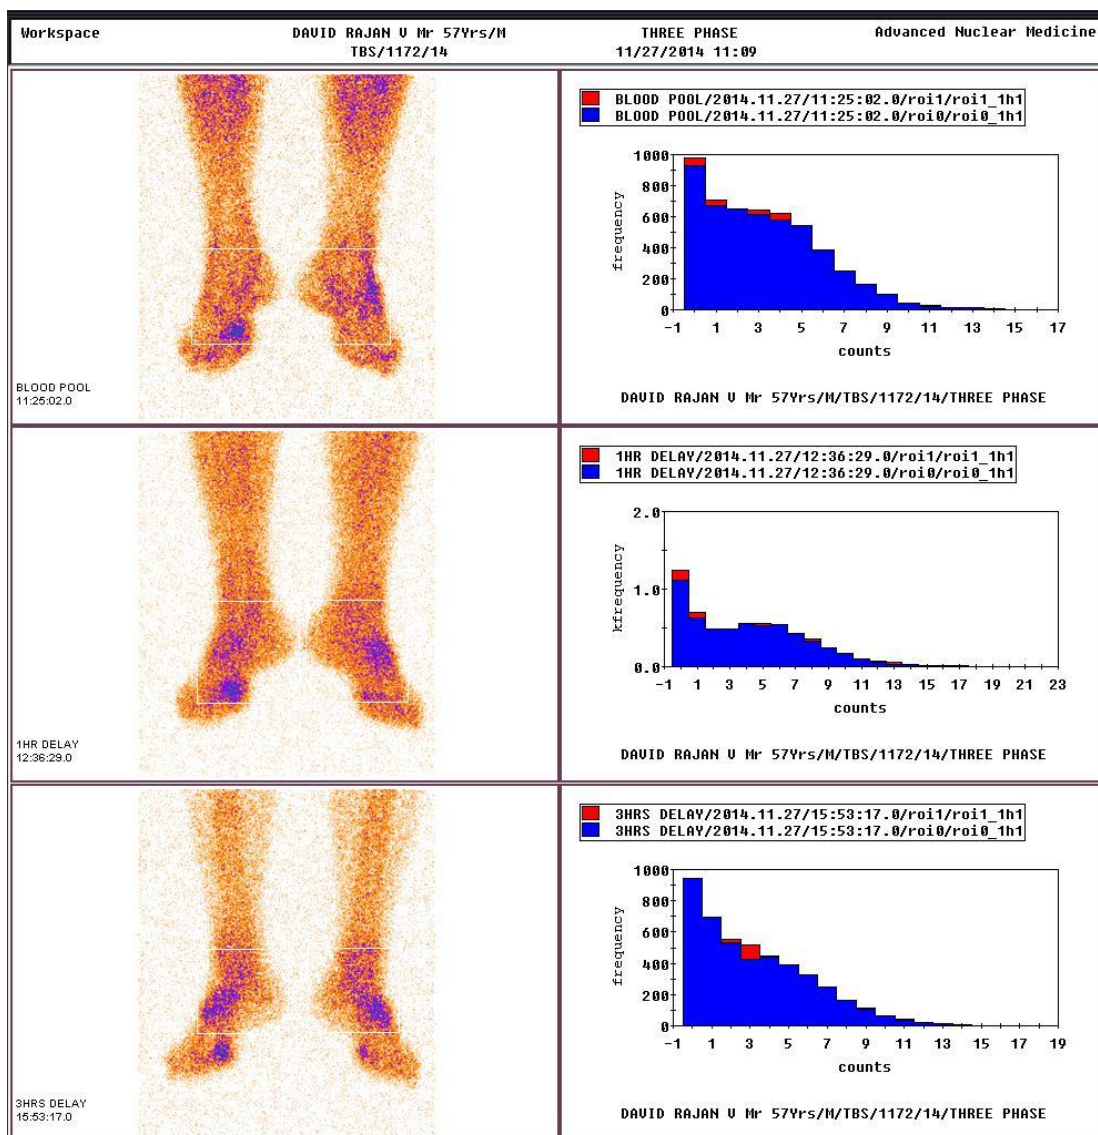 Workspace
DAVID RAJAN V Mr 57Yrs/M
TBS/1172/14
THREE PHASE
11/27/2014 11:09
Advanced Nuclear Medicine
BLOOD POOL
11:25:02.0
BLOOD POOL/2014.11.27/11:25:02.0/roi1/roi1_1h1
BLOOD POOL/2014.11.27/11:25:02.0/roi0/roi0_1h1
1000
800
600
400
200
0
frequency
-1 1 3 5 7 9 11 13 15 17
counts
DAVID RAJAN V Mr 57Yrs/M/TBS/1172/14/THREE PHASE
1HR DELAY
12:36:29.0
1HR DELAY/2014.11.27/12:36:29.0/roi1/roi1_1h1
1HR DELAY/2014.11.27/12:36:29.0/roi0/roi0_1h1
2.0
1.0
0.0
kfrequency
-1 1 3 5 7 9 11 13 15 17 19 21 23
counts
DAVID RAJAN V Mr 57Yrs/M/TBS/1172/14/THREE PHASE
3HRS DELAY
15:53:17.0
3HRS DELAY/2014.11.27/15:53:17.0/roi1/roi1_1h1
3HRS DELAY/2014.11.27/15:53:17.0/roi0/roi0_1h1
1000
800
600
400
200
0
frequency
-1 1 3 5 7 9 11 13 15 17 19
counts
DAVID RAJAN V Mr 57Yrs/M/TBS/1172/14/THREE PHASE